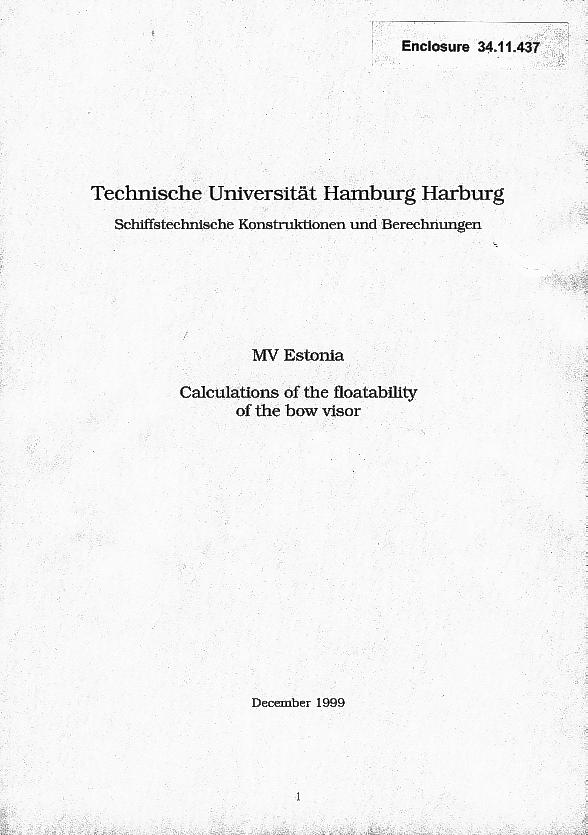 Enclosure 34.11.437
Technische Universität Hamburg Harburg
Schiffstechnische Konstruktionen und Berechnungen
MV Estonia
Calculations of the floatability
of the bow visor
December 1999
1